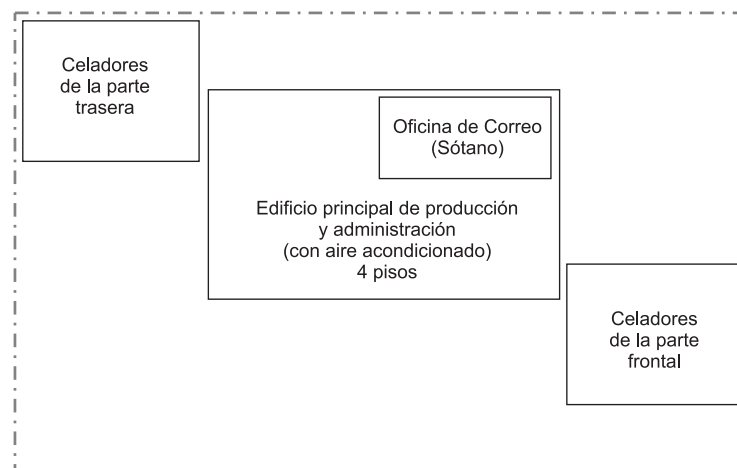 Celadores
de la parte
trasera
Oficina de Correo
(Sótano)
Edificio principal de producción
y administración
(con aire acondicionado)
4 pisos
Celadores
de la parte
frontal